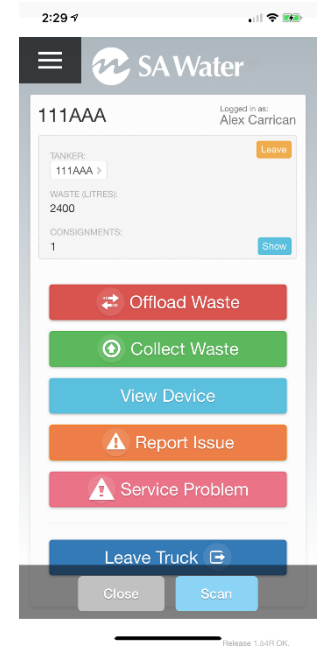 2:29
SA Water
111AAA
Logged in as:
Alex Carrican
TANKER:
Leave
111AAA >
WASTE (LITRES):
2400
CONSIGNMENTS:
1
Show
Offload Waste
Collect Waste
View Device
Report Issue
Service Problem
Leave Truck
Close
Scan
Release 1.54R OK.